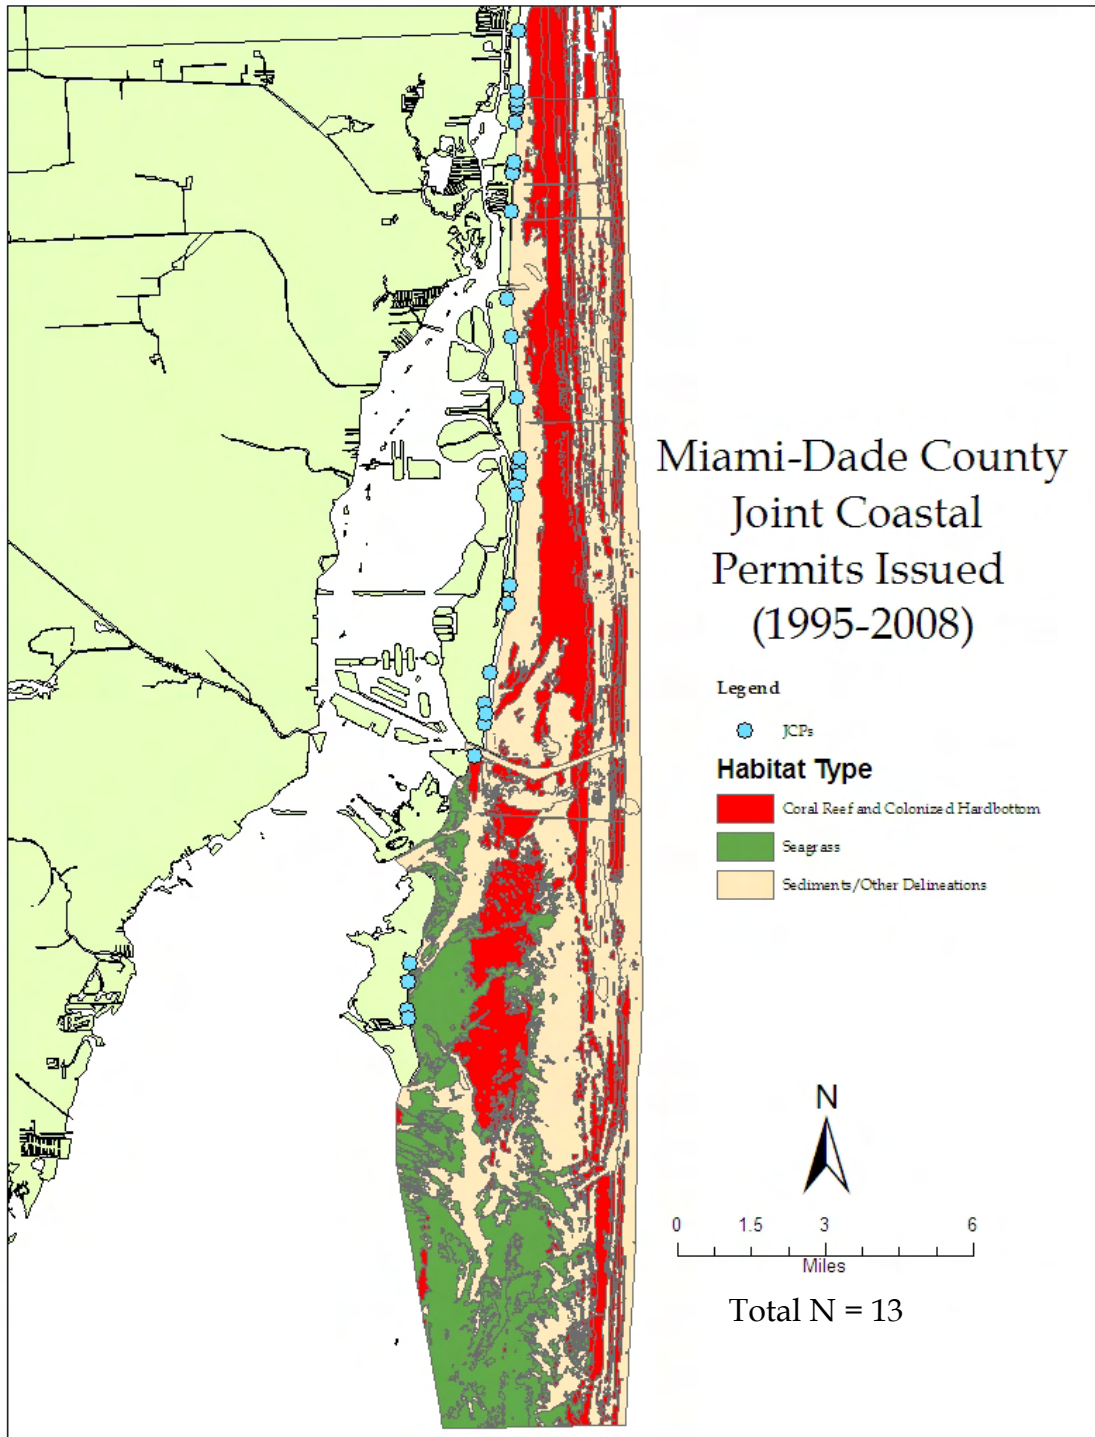 Miami-Dade County
Joint Coastal
Permits Issued
(1995-2008)
Legend
JCPs
Habitat Type
Coral Reef and Colonized Hardbottom
Seagrass
Sediments/Other Delineations
N
0 1.5 3 6
Miles
Total N = 13